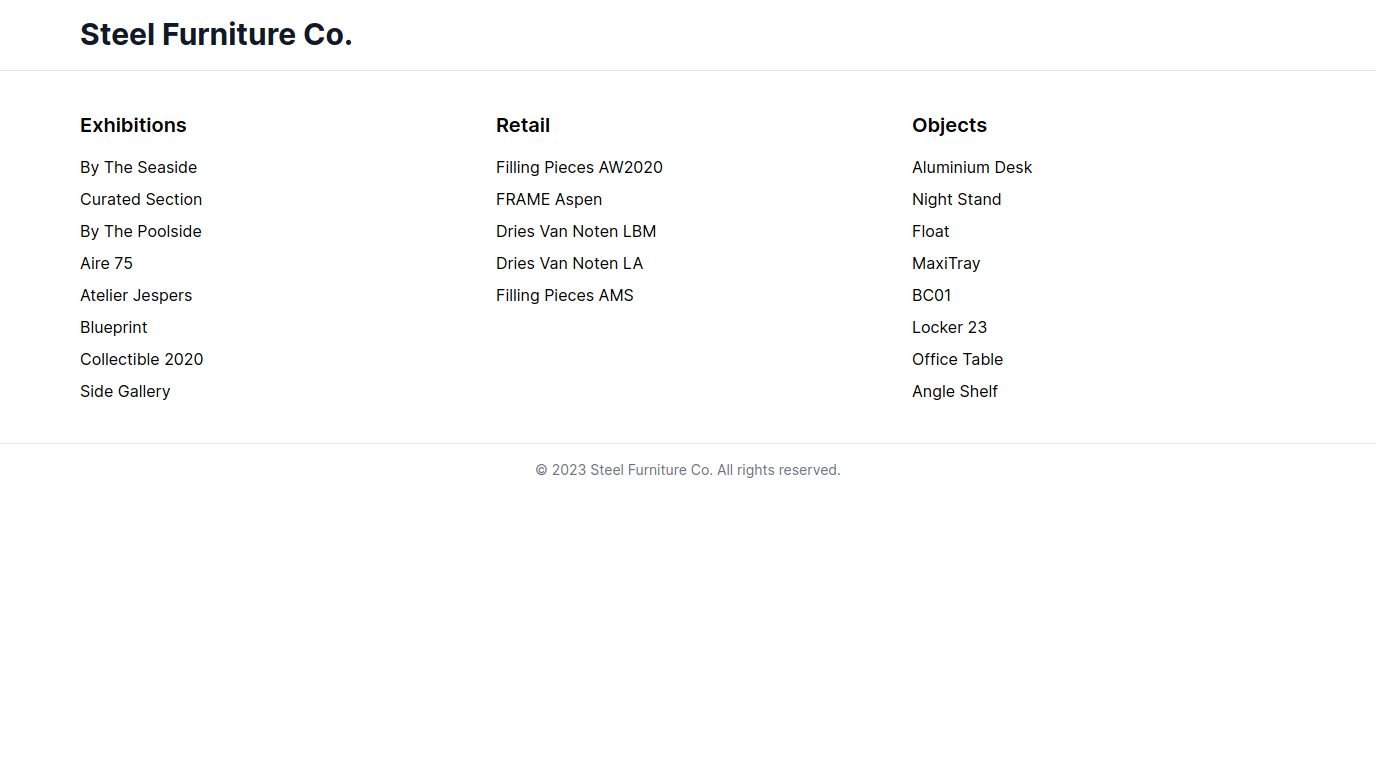 Steel Furniture Co.
Exhibitions
By The Seaside
Curated Section
By The Poolside
Aire 75
Atelier Jespers
Blueprint
Collectible 2020
Side Gallery
Retail
Filling Pieces AW2020
FRAME Aspen
Dries Van Noten LBM
Dries Van Noten LA
Filling Pieces AMS
Objects
Aluminium Desk
Night Stand
Float
MaxiTray
BC01
Locker 23
Office Table
Angle Shelf
© 2023 Steel Furniture Co. All rights reserved.